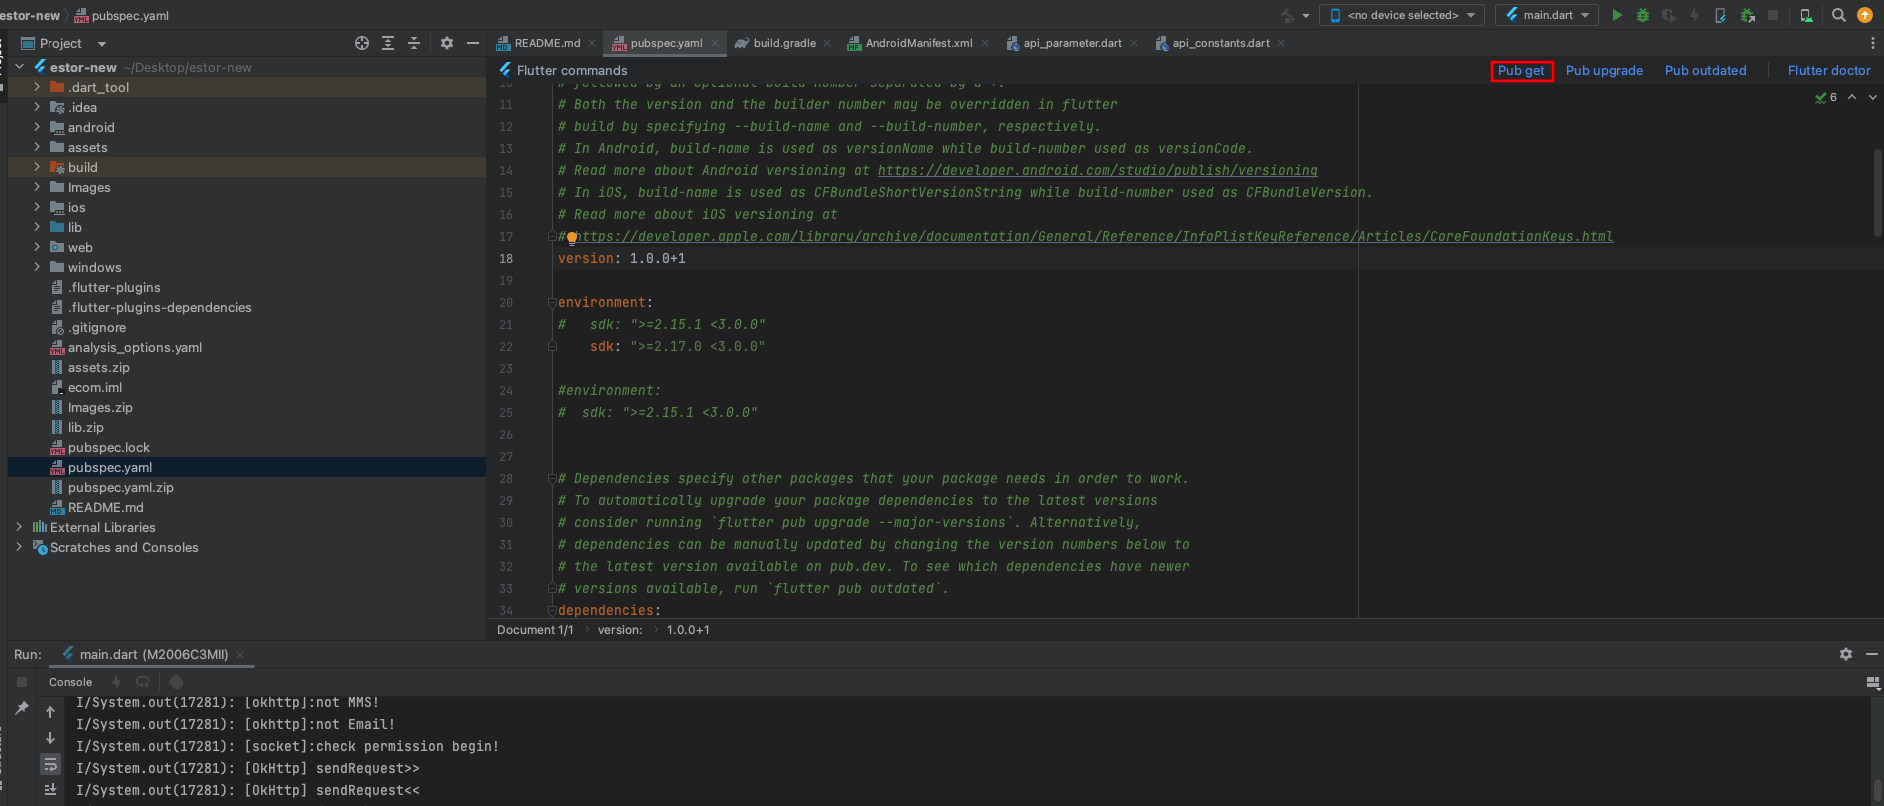 estor-new > pubspec.yaml
<no device selected>
main.dart
Project
README.md
pubspec.yaml
build.gradle
AndroidManifest.xml
api_parameter.dart
api_constants.dart
Flutter commands
Pub get
Pub upgrade
Pub outdated
Flutter doctor
6
estor-new ~/Desktop/estor-new
.dart_tool
.idea
android
assets
build
Images
ios
lib
web
windows
.flutter-plugins
.flutter-plugins-dependencies
.gitignore
analysis_options.yaml
assets.zip
ecom.iml
Images.zip
lib.zip
pubspec.lock
pubspec.yaml
pubspec.yaml.zip
README.md
External Libraries
Scratches and Consoles
10 # followed by an optional build number separated by a +.
11 # Both the version and the builder number may be overridden in flutter
12 # build by specifying --build-name and --build-number, respectively.
13 # In Android, build-name is used as versionName while build-number used as versionCode.
14 # Read more about Android versioning at https://developer.android.com/studio/publish/versioning
15 # In iOS, build-name is used as CFBundleShortVersionString while build-number used as CFBundleVersion.
16 # Read more about iOS versioning at
17 # https://developer.apple.com/library/archive/documentation/General/Reference/InfoPlistKeyReference/Articles/CoreFoundationKeys.html
18 version: 1.0.0+1
19
20 environment:
21 #   sdk: ">=2.15.1 <3.0.0"
22     sdk: ">=2.17.0 <3.0.0"
23
24 #environment:
25 #  sdk: ">=2.15.1 <3.0.0"
26
27
28 # Dependencies specify other packages that your package needs in order to work.
29 # To automatically upgrade your package dependencies to the latest versions
30 # consider running `flutter pub upgrade --major-versions`. Alternatively,
31 # dependencies can be manually updated by changing the version numbers below to
32 # the latest version available on pub.dev. To see which dependencies have newer
33 # versions available, run `flutter pub outdated`.
34 dependencies:
Document 1/1 > version: > 1.0.0+1
Run: main.dart (M2006C3MII)
Console
I/System.out(17281): [okhttp]:not MMS!
I/System.out(17281): [okhttp]:not Email!
I/System.out(17281): [socket]:check permission begin!
I/System.out(17281): [OkHttp] sendRequest>>
I/System.out(17281): [OkHttp] sendRequest<<